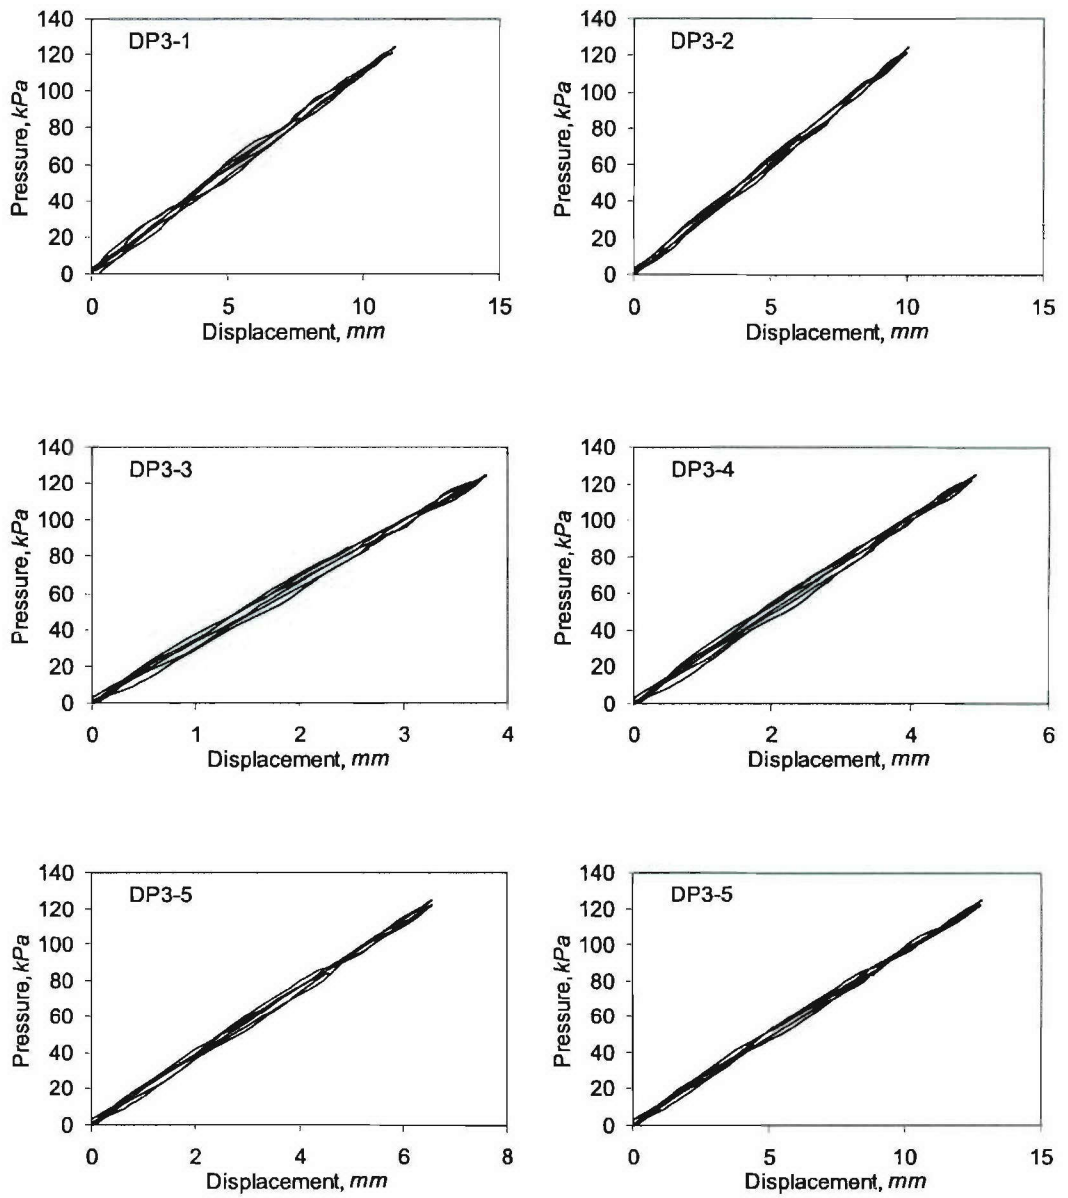 DP3-1
Pressure, kPa
140
120
100
80
60
40
20
0
0 5 10 15
Displacement, mm
DP3-2
Pressure, kPa
140
120
100
80
60
40
20
0
0 5 10 15
Displacement, mm
DP3-3
Pressure, kPa
140
120
100
80
60
40
20
0
0 1 2 3 4
Displacement, mm
DP3-4
Pressure, kPa
140
120
100
80
60
40
20
0
0 2 4 6
Displacement, mm
DP3-5
Pressure, kPa
140
120
100
80
60
40
20
0
0 2 4 6 8
Displacement, mm
DP3-5
Pressure, kPa
140
120
100
80
60
40
20
0
0 5 10 15
Displacement, mm